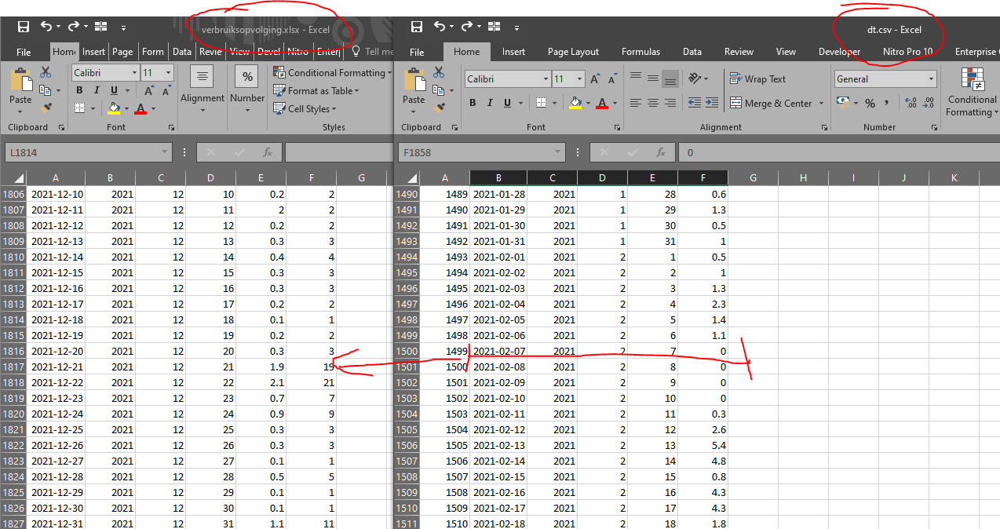 verbruiksopvolging.xlsx - Excel
dt.csv - Excel
File Home Insert Page Form Data Revie View Devel Nitro Enterp Tell me
File Home Insert Page Layout Formulas Data Review View Developer Nitro Pro 10 Enterprise
Calibri 11 Conditional Formatting
Calibri 11 Wrap Text General
Paste B I U Alignment Number Format as Table
Cell Styles
Paste B I U Merge & Center % Conditional Formatting
Clipboard Font Styles
Clipboard Font Alignment Number
L1814 fx
F1858 fx 0
A B C D E F G
A B C D E F G H I J K
1806 2021-12-10 2021 12 10 0.2 2 1490 1489 2021-01-28 2021 1 28 0.6
1807 2021-12-11 2021 12 11 2 2 1491 1490 2021-01-29 2021 1 29 1.3
1808 2021-12-12 2021 12 12 0.2 2 1492 1491 2021-01-30 2021 1 30 0.5
1809 2021-12-13 2021 12 13 0.3 3 1493 1492 2021-01-31 2021 1 31 1
1810 2021-12-14 2021 12 14 0.4 4 1494 1493 2021-02-01 2021 2 1 0.5
1811 2021-12-15 2021 12 15 0.3 3 1495 1494 2021-02-02 2021 2 2 1
1812 2021-12-16 2021 12 16 0.3 3 1496 1495 2021-02-03 2021 2 3 1.3
1813 2021-12-17 2021 12 17 0.2 2 1497 1496 2021-02-04 2021 2 4 2.3
1814 2021-12-18 2021 12 18 0.1 1 1498 1497 2021-02-05 2021 2 5 1.4
1815 2021-12-19 2021 12 19 0.2 2 1499 1498 2021-02-06 2021 2 6 1.1
1816 2021-12-20 2021 12 20 0.3 3 1500 1499 2021-02-07 2021 2 7 0
1817 2021-12-21 2021 12 21 1.9 19 1501 1500 2021-02-08 2021 2 8 0
1818 2021-12-22 2021 12 22 2.1 21 1502 1501 2021-02-09 2021 2 9 0
1819 2021-12-23 2021 12 23 0.7 7 1503 1502 2021-02-10 2021 2 10 0
1820 2021-12-24 2021 12 24 0.9 9 1504 1503 2021-02-11 2021 2 11 0.3
1821 2021-12-25 2021 12 25 0.3 3 1505 1504 2021-02-12 2021 2 12 2.6
1822 2021-12-26 2021 12 26 0.3 3 1506 1505 2021-02-13 2021 2 13 5.4
1823 2021-12-27 2021 12 27 0.1 1 1507 1506 2021-02-14 2021 2 14 4.8
1824 2021-12-28 2021 12 28 0.5 5 1508 1507 2021-02-15 2021 2 15 0.8
1825 2021-12-29 2021 12 29 0.1 1 1509 1508 2021-02-16 2021 2 16 4.3
1826 2021-12-30 2021 12 30 0.1 1 1510 1509 2021-02-17 2021 2 17 4.3
1827 2021-12-31 2021 12 31 1.1 11 1511 1510 2021-02-18 2021 2 18 1.8